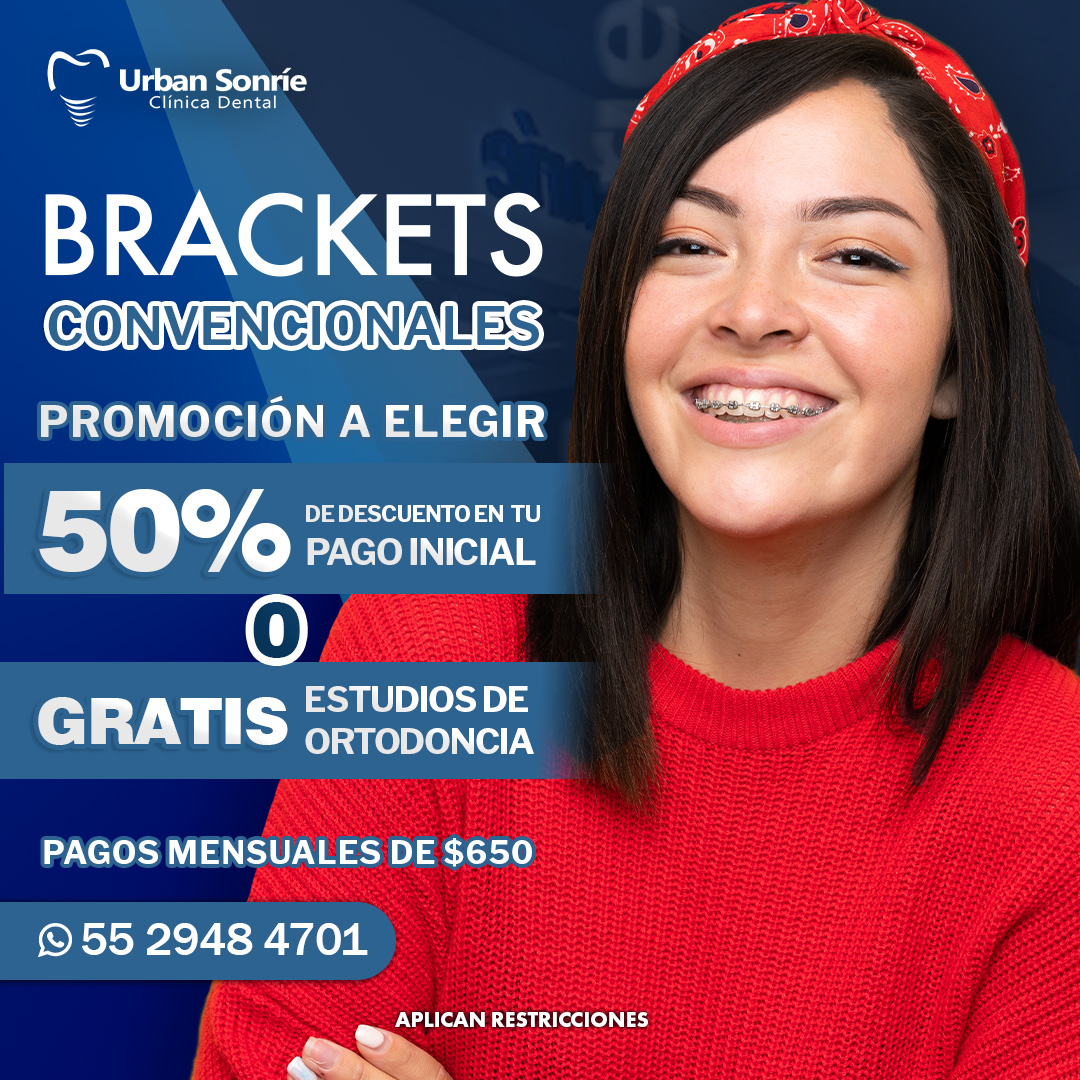 Urban Sonríe
Clínica Dental
BRACKETS
CONVENCIONALES
PROMOCIÓN A ELEGIR
50% DE DESCUENTO EN TU
PAGO INICIAL
O
GRATIS ESTUDIOS DE
ORTODONCIA
PAGOS MENSUALES DE $650
55 2948 4701
APLICAN RESTRICCIONES